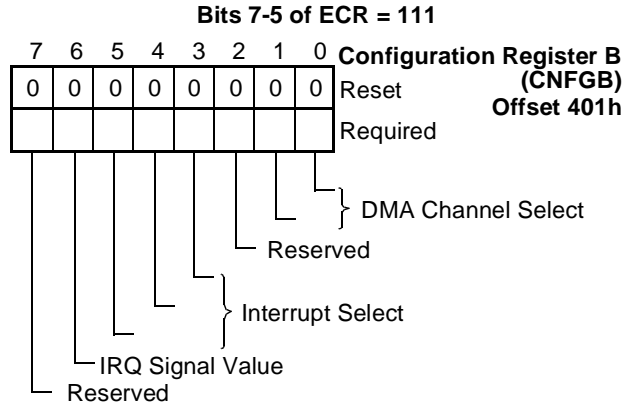 Bits 7-5 of ECR = 111
7 6 5 4 3 2 1 0 Configuration Register B
(CNFGB)
0 0 0 0 0 0 0 0 Reset
Offset 401h
Required
DMA Channel Select
Reserved
Interrupt Select
IRQ Signal Value
Reserved